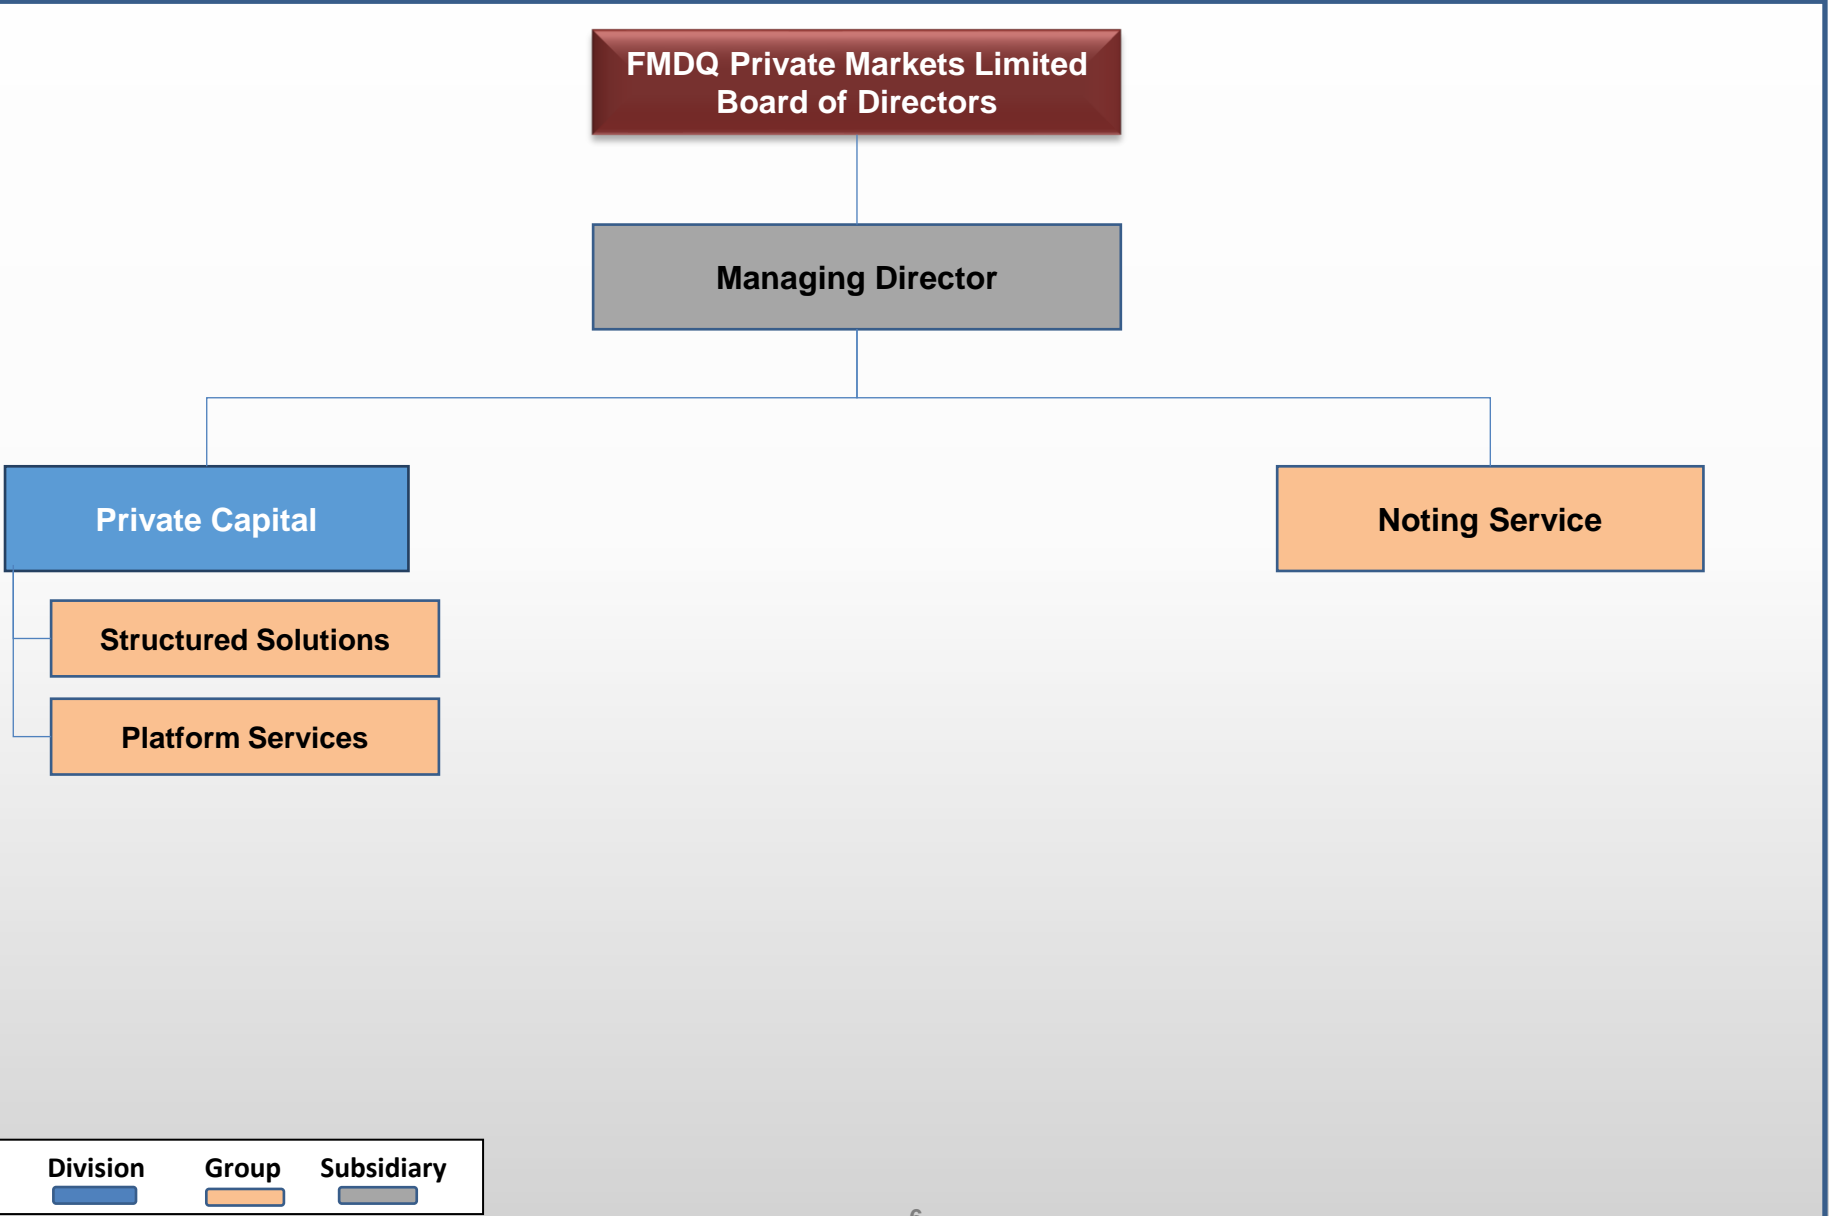 FMDQ Private Markets Limited
Board of Directors
Managing Director
Private Capital
Noting Service
Structured Solutions
Platform Services
Division Group Subsidiary